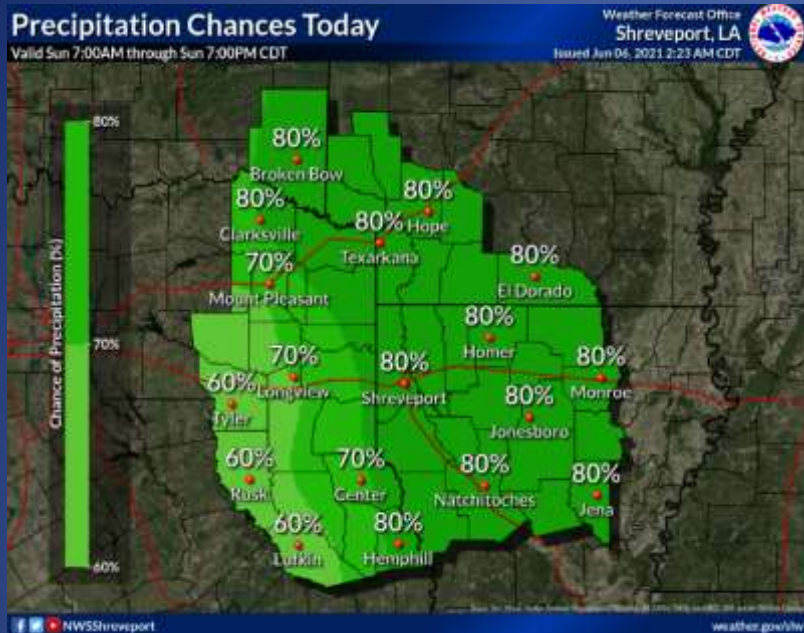 Precipitation Chances Today
Valid Sun 7:00AM through Sun 7:00PM CDT
Weather Forecast Office
Shreveport, LA
Issued Jun 06, 2021 2:23 AM CDT
80%
70%
60%
Chance of Precipitation (%)
80%
Broken Bow
80%
Clarksville
80%
Hope
80%
Texarkana
70%
Mount Pleasant
80%
El Dorado
80%
Homer
70%
Longview
80%
Shreveport
80%
Monroe
60%
Tyler
80%
Jonesboro
60%
Rusk
70%
Center
80%
Natchitoches
80%
Jena
60%
Lufkin
80%
Hemphill
NWSShreveport
weather.gov/shv